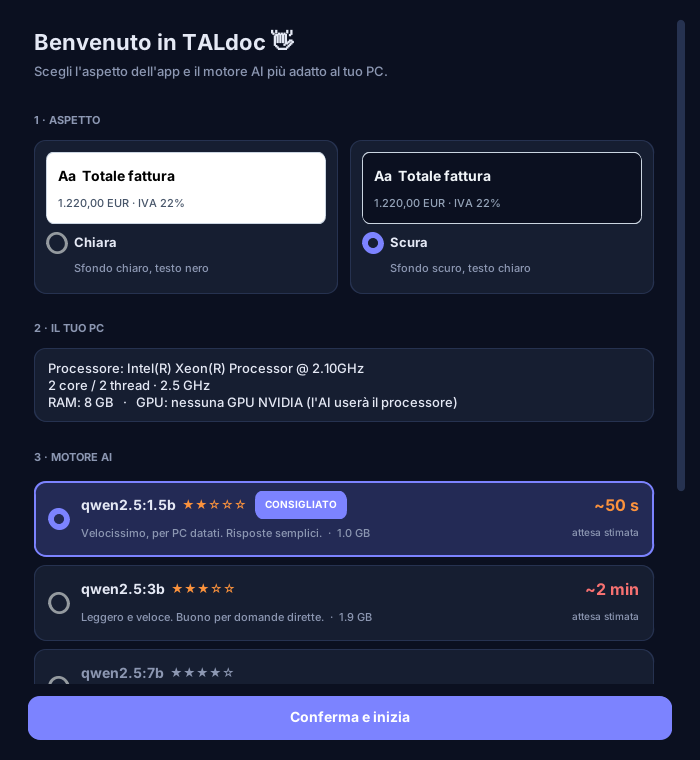 Benvenuto in TALdoc 👋
Scegli l'aspetto dell'app e il motore AI più adatto al tuo PC.
1 · ASPETTO
Aa Totale fattura
1.220,00 EUR · IVA 22%
Chiara
Sfondo chiaro, testo nero
Aa Totale fattura
1.220,00 EUR · IVA 22%
Scura
Sfondo scuro, testo chiaro
2 · IL TUO PC
Processore: Intel(R) Xeon(R) Processor @ 2.10GHz
2 core / 2 thread · 2.5 GHz
RAM: 8 GB · GPU: nessuna GPU NVIDIA (l'AI userà il processore)
3 · MOTORE AI
qwen2.5:1.5b ★★☆☆☆ CONSIGLIATO ~50 s
Velocissimo, per PC datati. Risposte semplici. · 1.0 GB attesa stimata
qwen2.5:3b ★★★☆☆ ~2 min
Leggero e veloce. Buono per domande dirette. · 1.9 GB attesa stimata
qwen2.5:7b ★★★★☆
Conferma e inizia